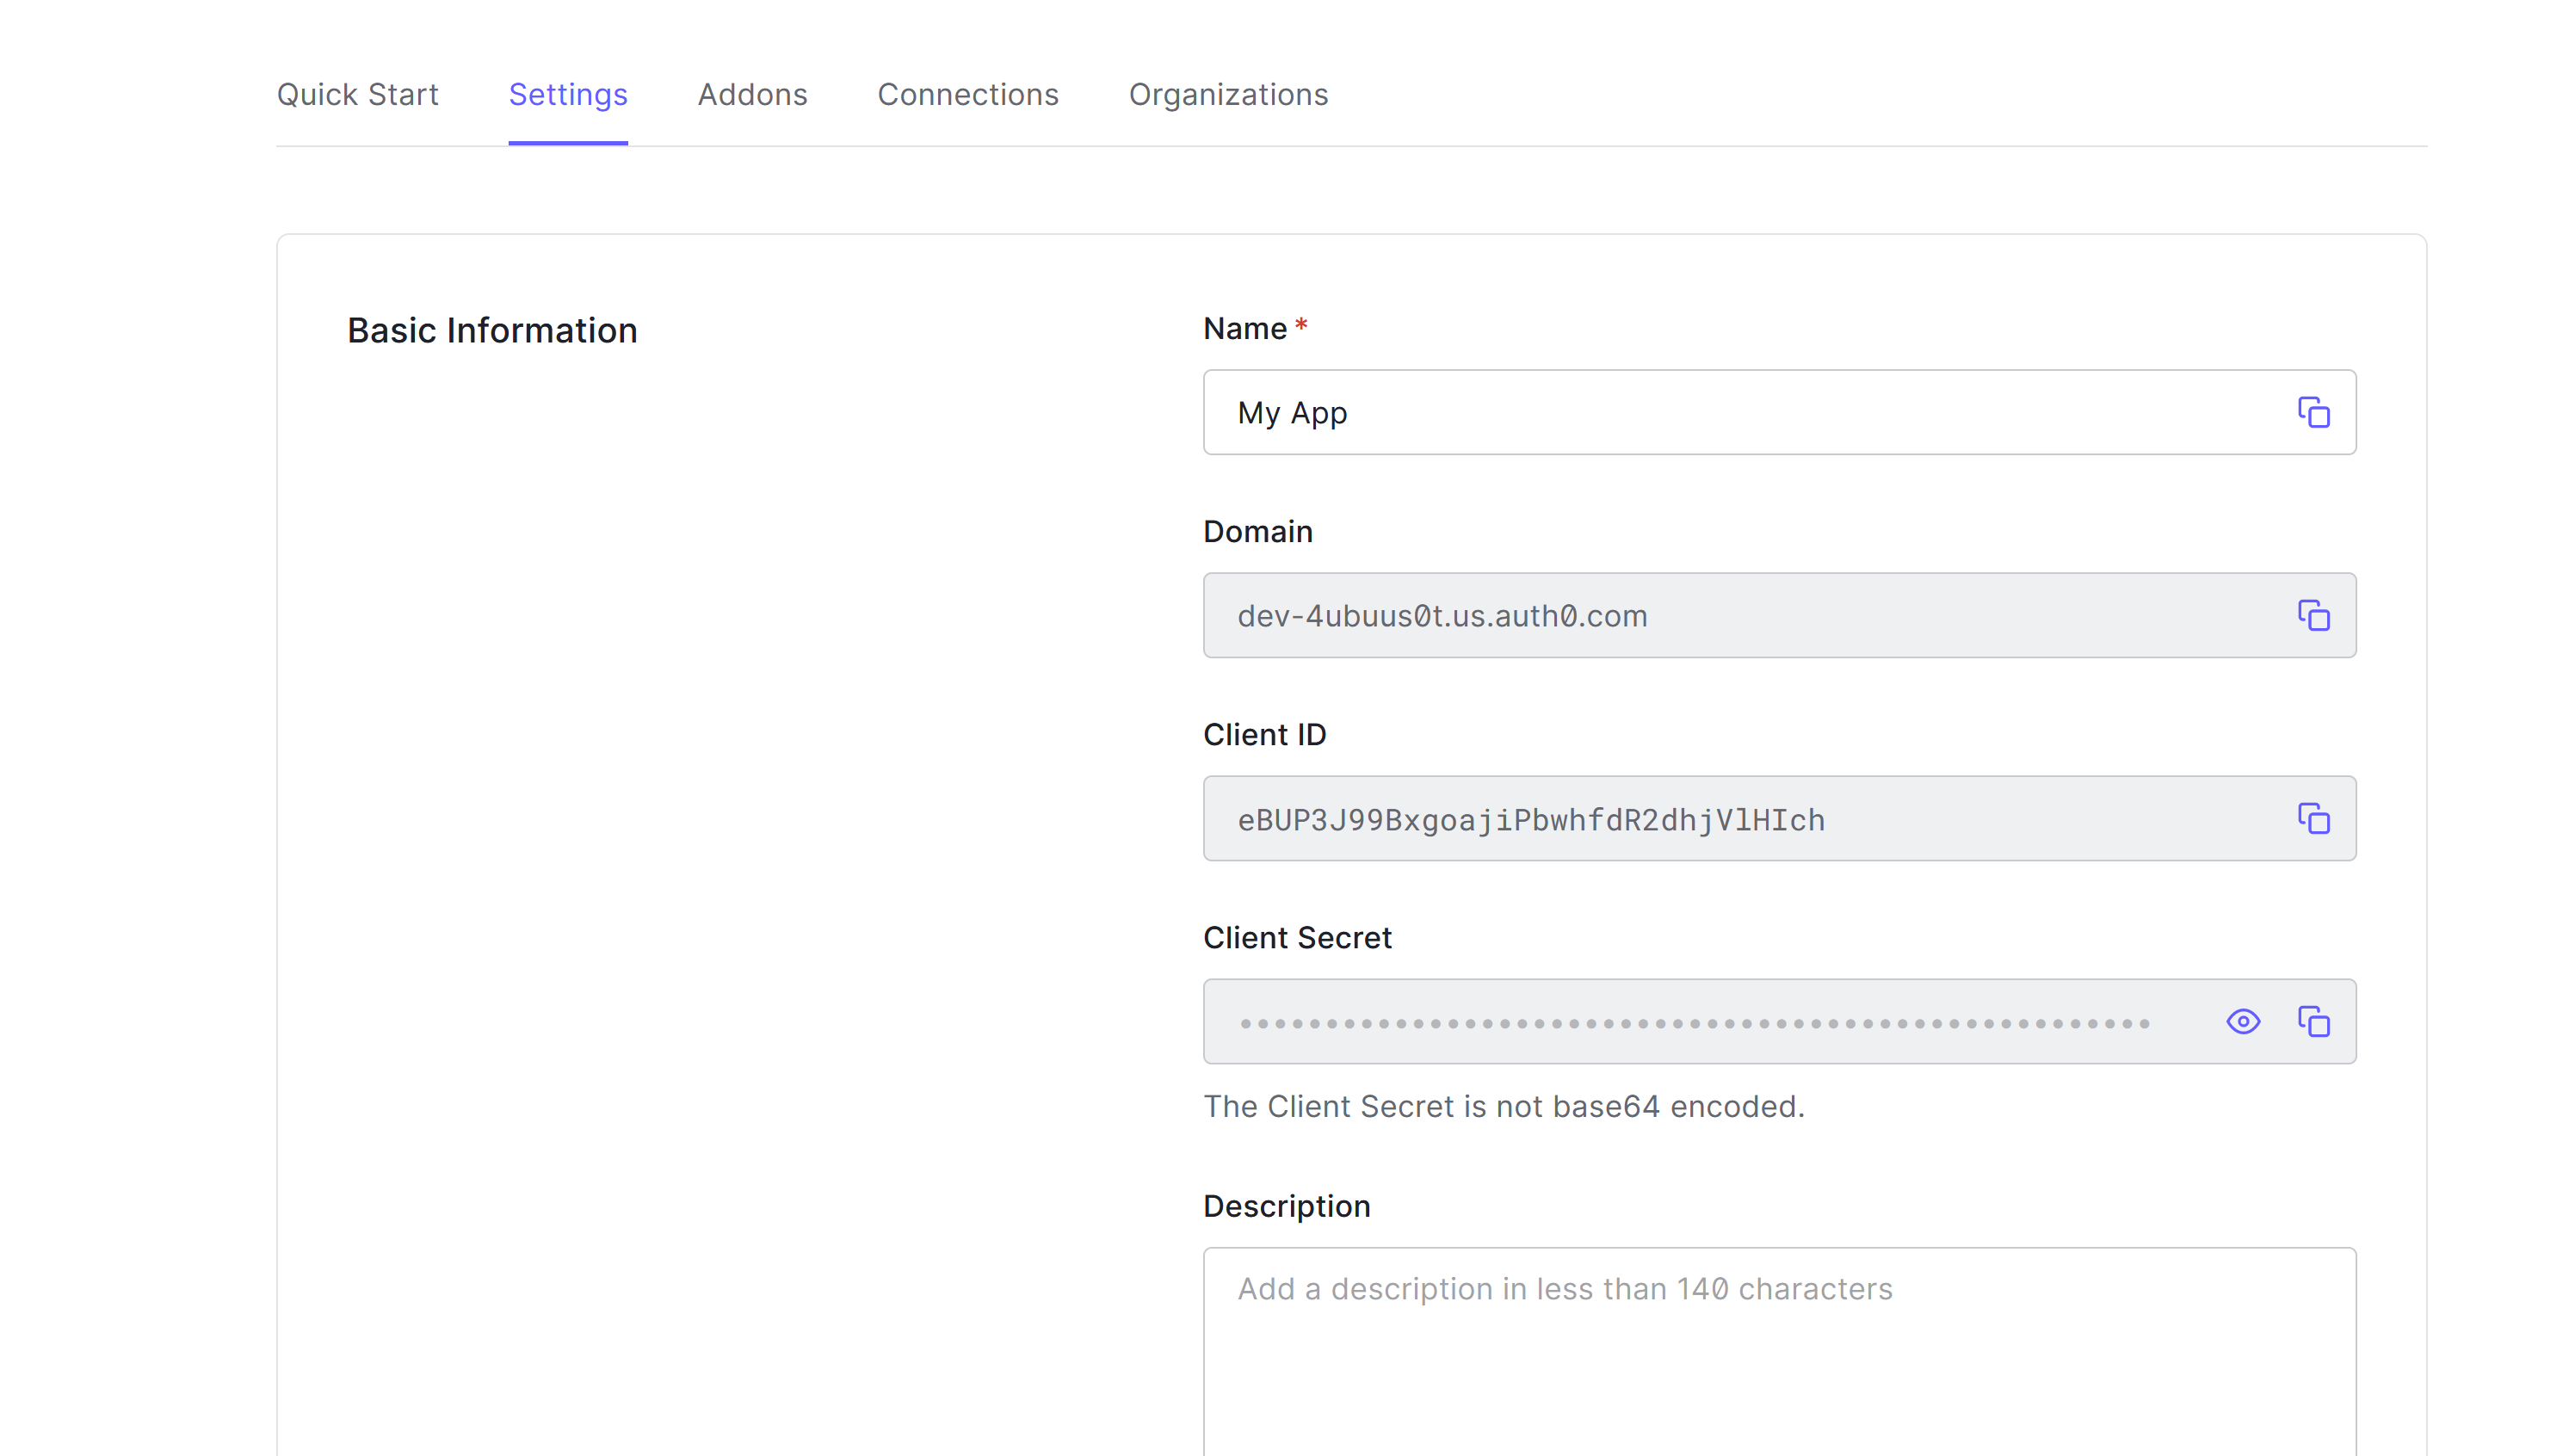 Quick Start Settings Addons Connections Organizations
Basic Information
Name *
My App
Domain
dev-4ubuus0t.us.auth0.com
Client ID
eBUP3J99BxgoajiPbwhfdR2dhjVlHIch
Client Secret
The Client Secret is not base64 encoded.
Description
Add a description in less than 140 characters